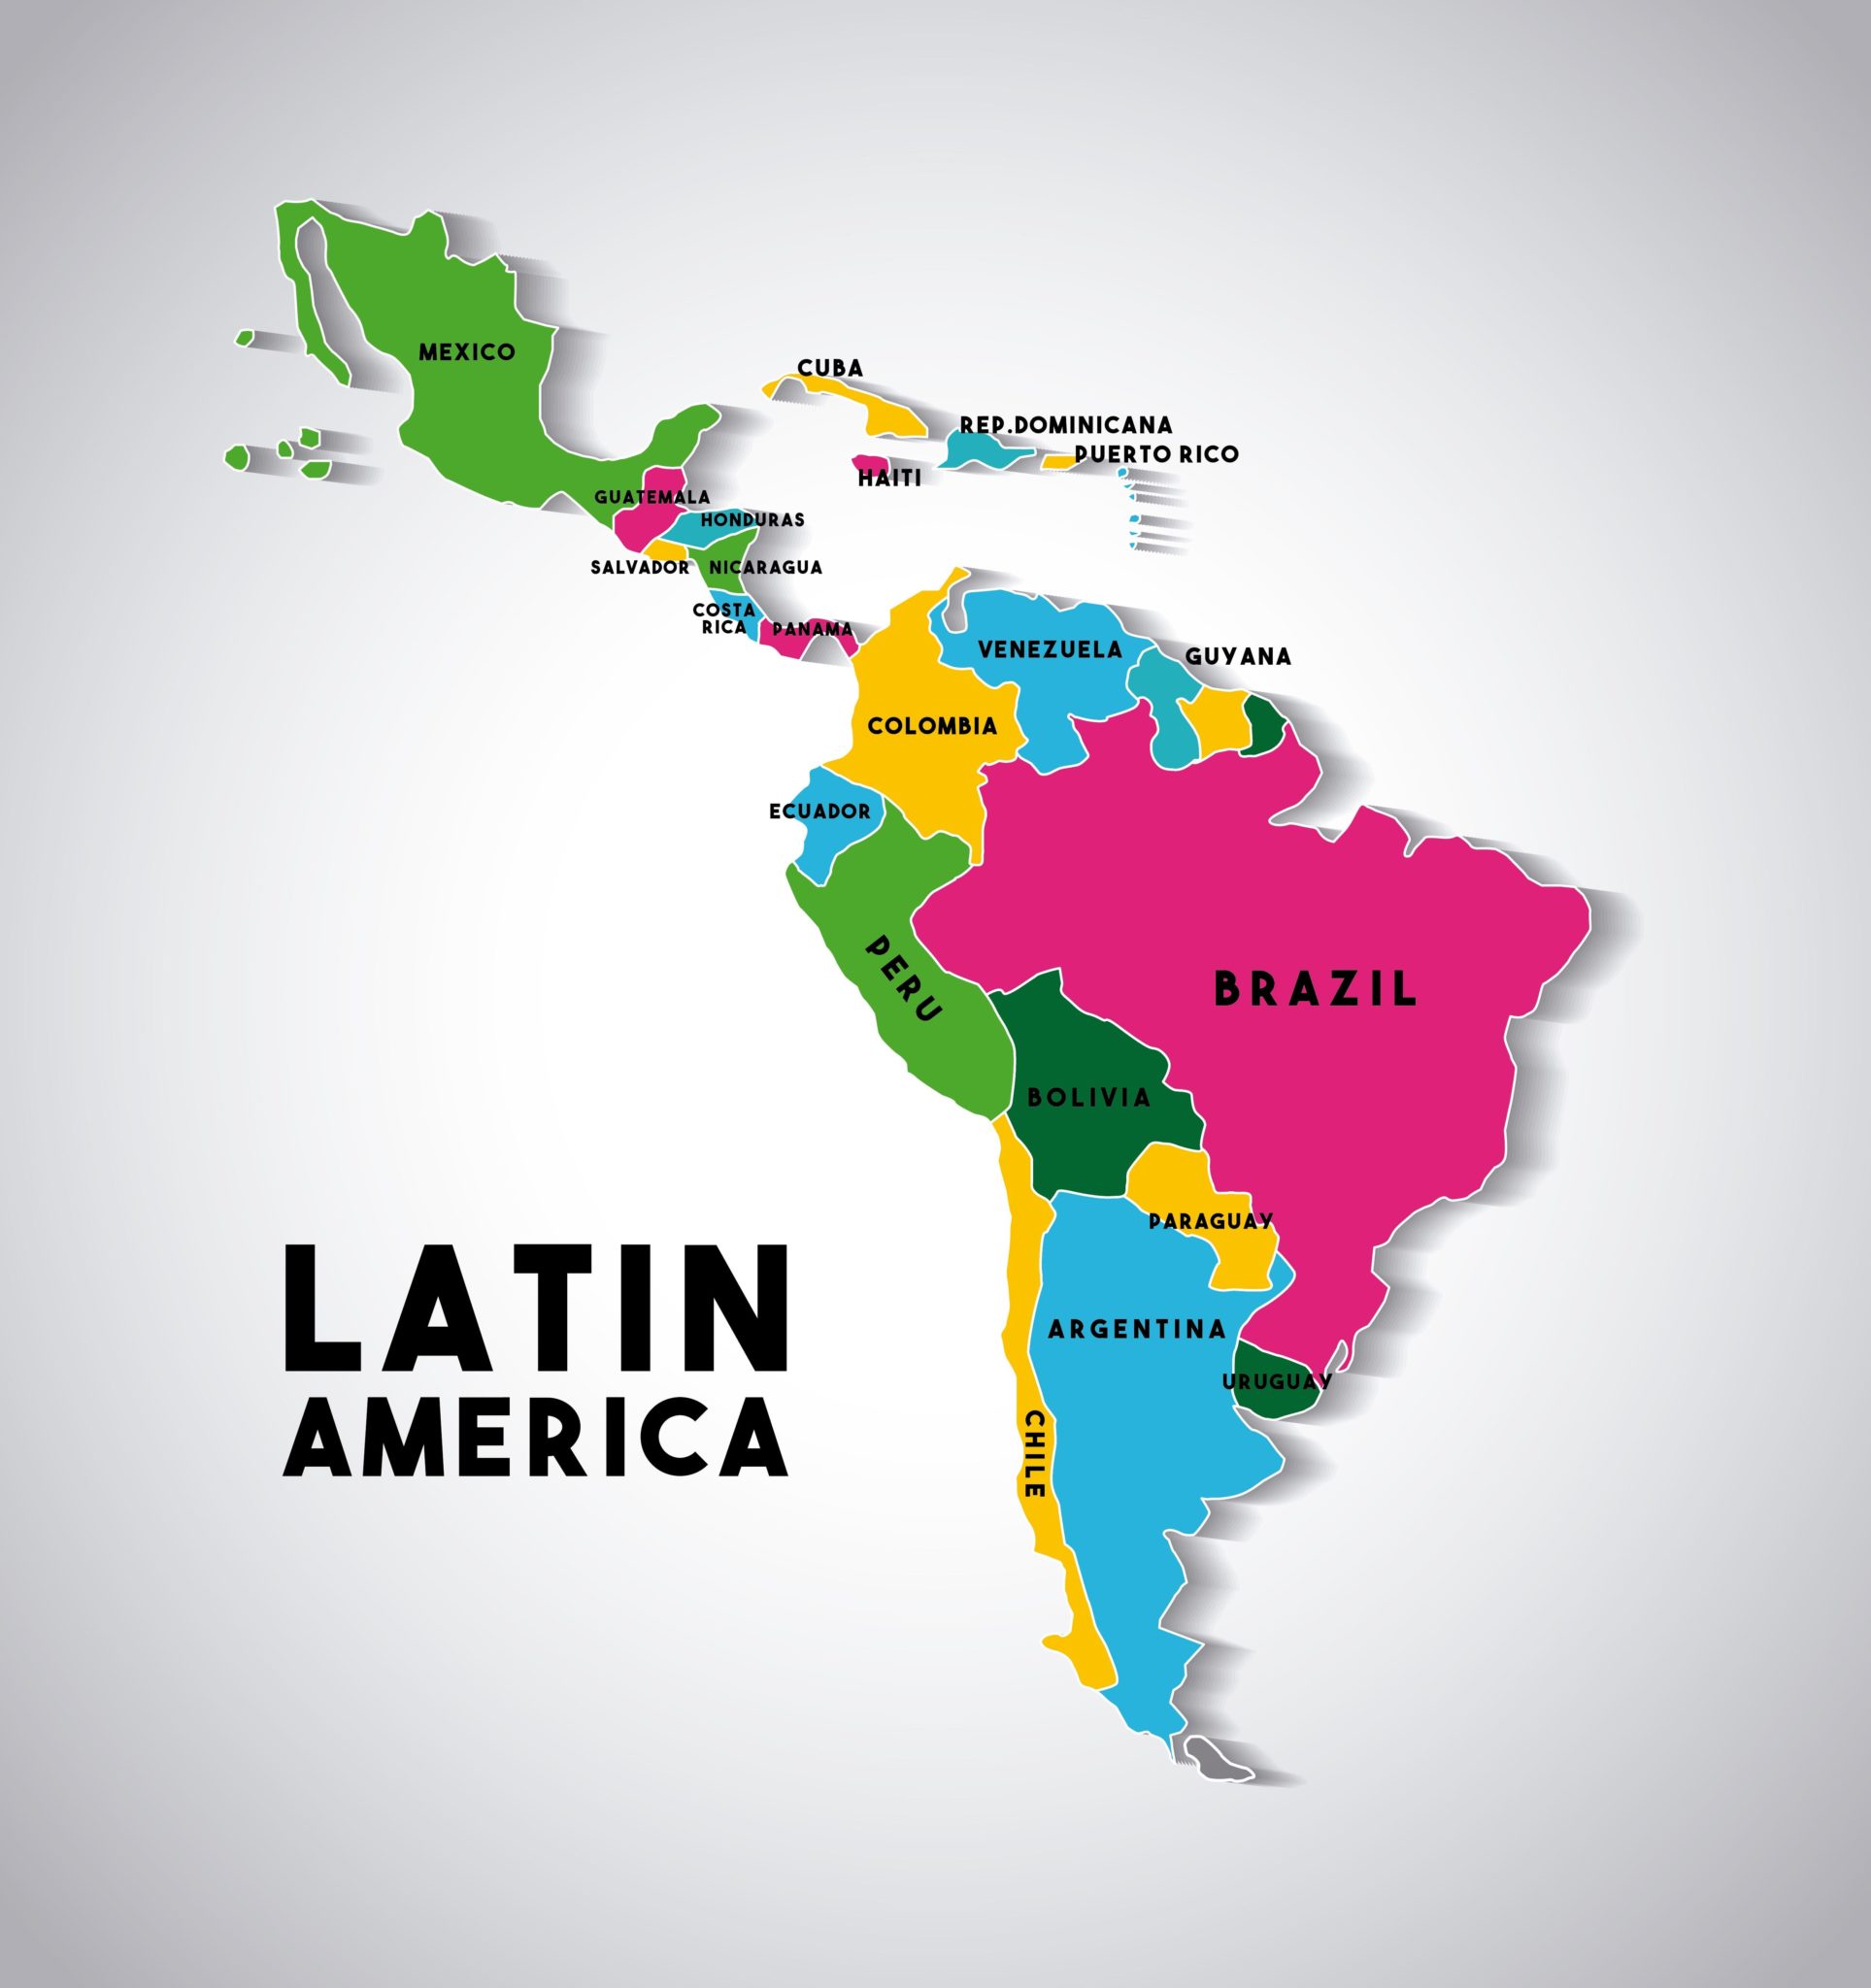 MEXICO
CUBA
REP.DOMINICANA
PUERTO RICO
HAITI
GUATEMALA
HONDURAS
SALVADOR
NICARAGUA
COSTA
RICA
PANAMA
VENEZUELA
GUYANA
COLOMBIA
ECUADOR
PERU
BRAZIL
BOLIVIA
PARAGUAY
ARGENTINA
URUGUAY
CHILE
LATIN
AMERICA